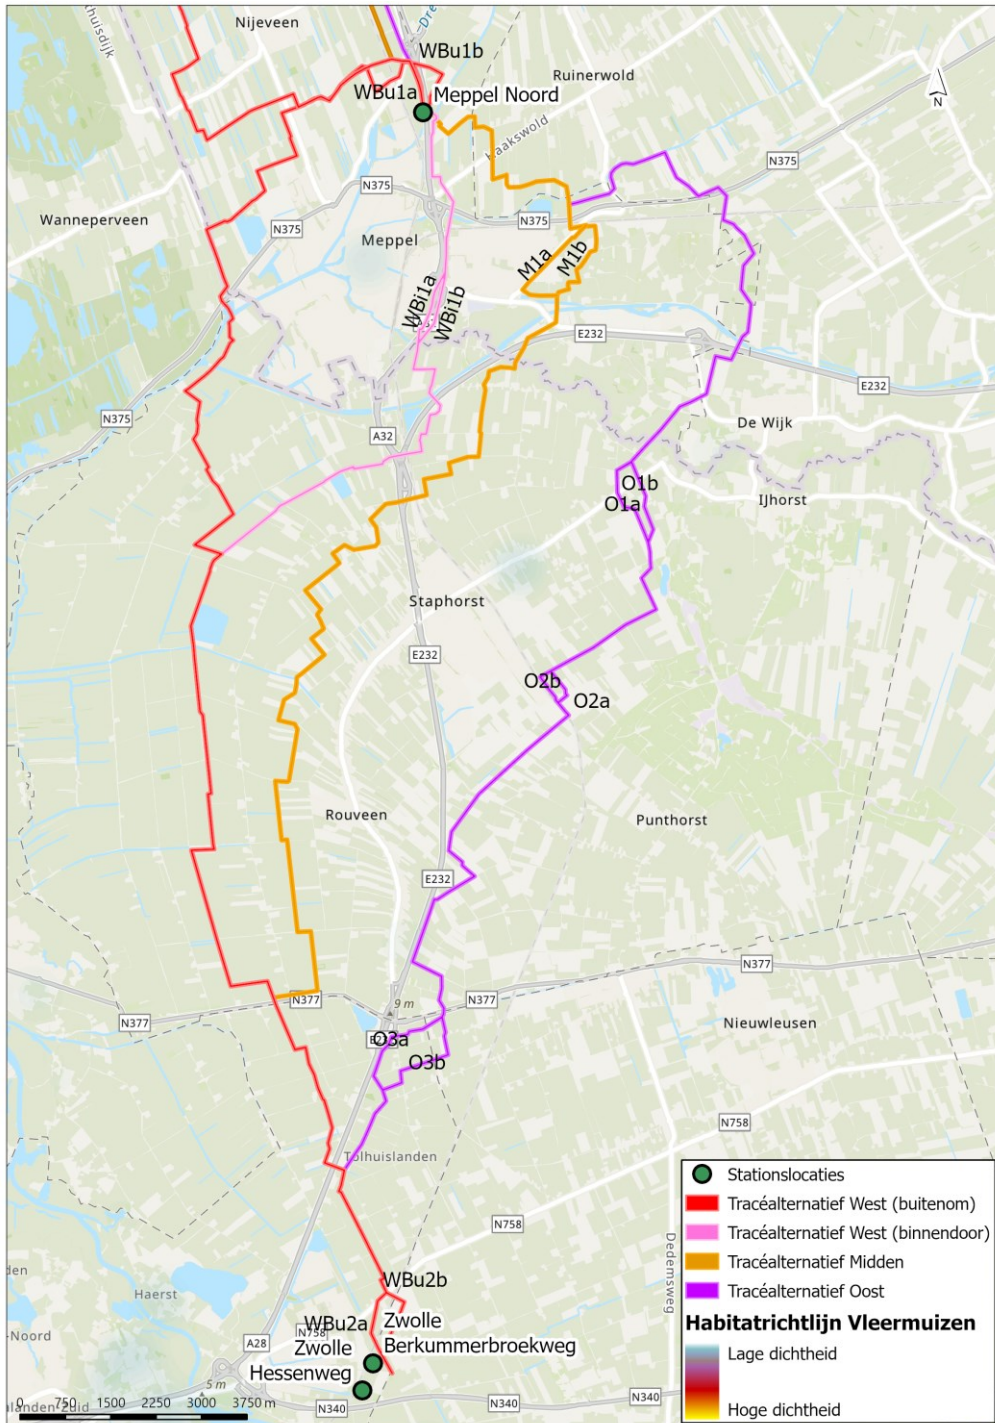 Nijeveen
WBu1b
Ruinerwold
WBu1a
Meppel Noord
N
Haakswold
N375
N375
Wanneperveen
N375
N375
Meppel
M1a
M1b
WBi1a
WBi1b
E232
E232
N375
De Wijk
A32
O1b
IJhorst
O1a
Staphorst
E232
O2b
O2a
Rouveen
Punthorst
E232
N377
N377
N377
9 m
N377
Nieuwleusen
O3a
O3b
N758
Tolhuislanden
Stationslocaties
Tracéalternatief West (buitenom)
Tracéalternatief West (binnendoor)
N758
Dedemsweg
Tracéalternatief Midden
WBu2b
Tracéalternatief Oost
Haerst
Habitatrichtlijn Vleermuizen
WBu2a
Zwolle
N758
-Noord
A28
Zwolle
Berkummerbroekweg
Lage dichtheid
Hessenweg
5 m
N340
N340
Hoge dichtheid
0 750 1500 2250 3000 3750 m